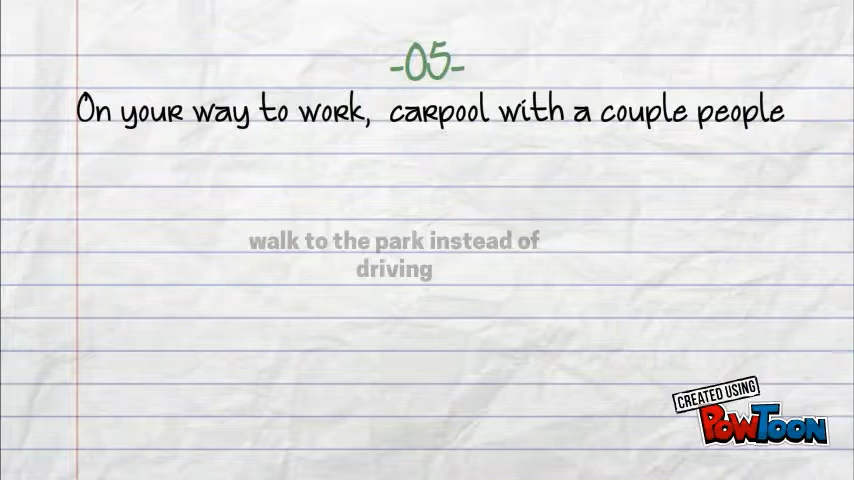 -05-
On your way to work, carpool with a couple people
walk to the park instead of
driving
CREATED USING
POWTOON